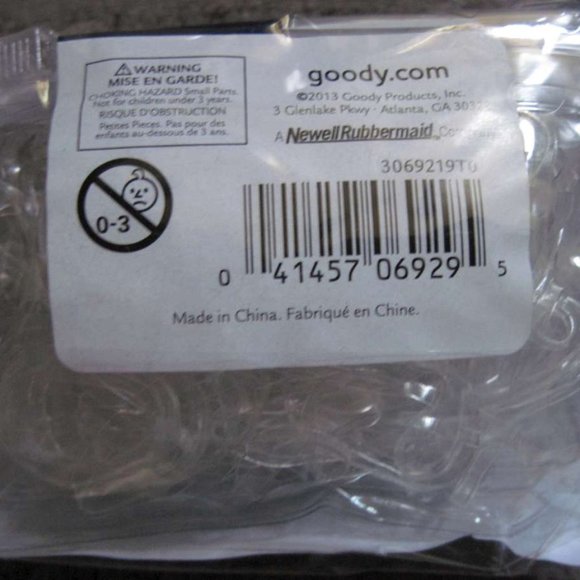 WARNING
MISE EN GARDE!
CHOKING HAZARD Small Parts.
Not for children under 3 years.
RISQUE D'OBSTRUCTION
Petites Pieces. Pas pour des
enfants au-dessous de 3 ans.
0-3
goody.com
©2013 Goody Products, Inc.
3 Glenlake Pkwy · Atlanta, GA
A Newell Rubbermaid
3069219T0
0 41457 06929 5
Made in China. Fabriqué en Chine.